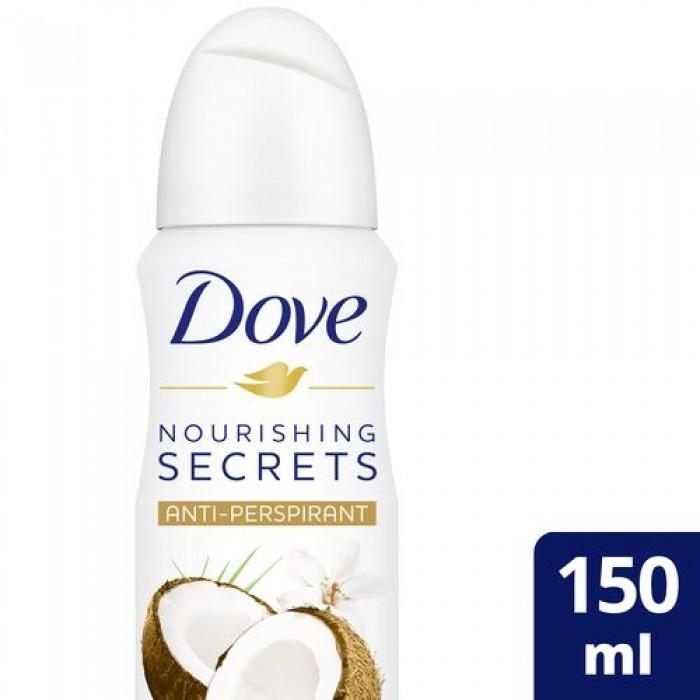 Dove
NOURISHING
SECRETS
ANTI-PERSPIRANT
150
ml